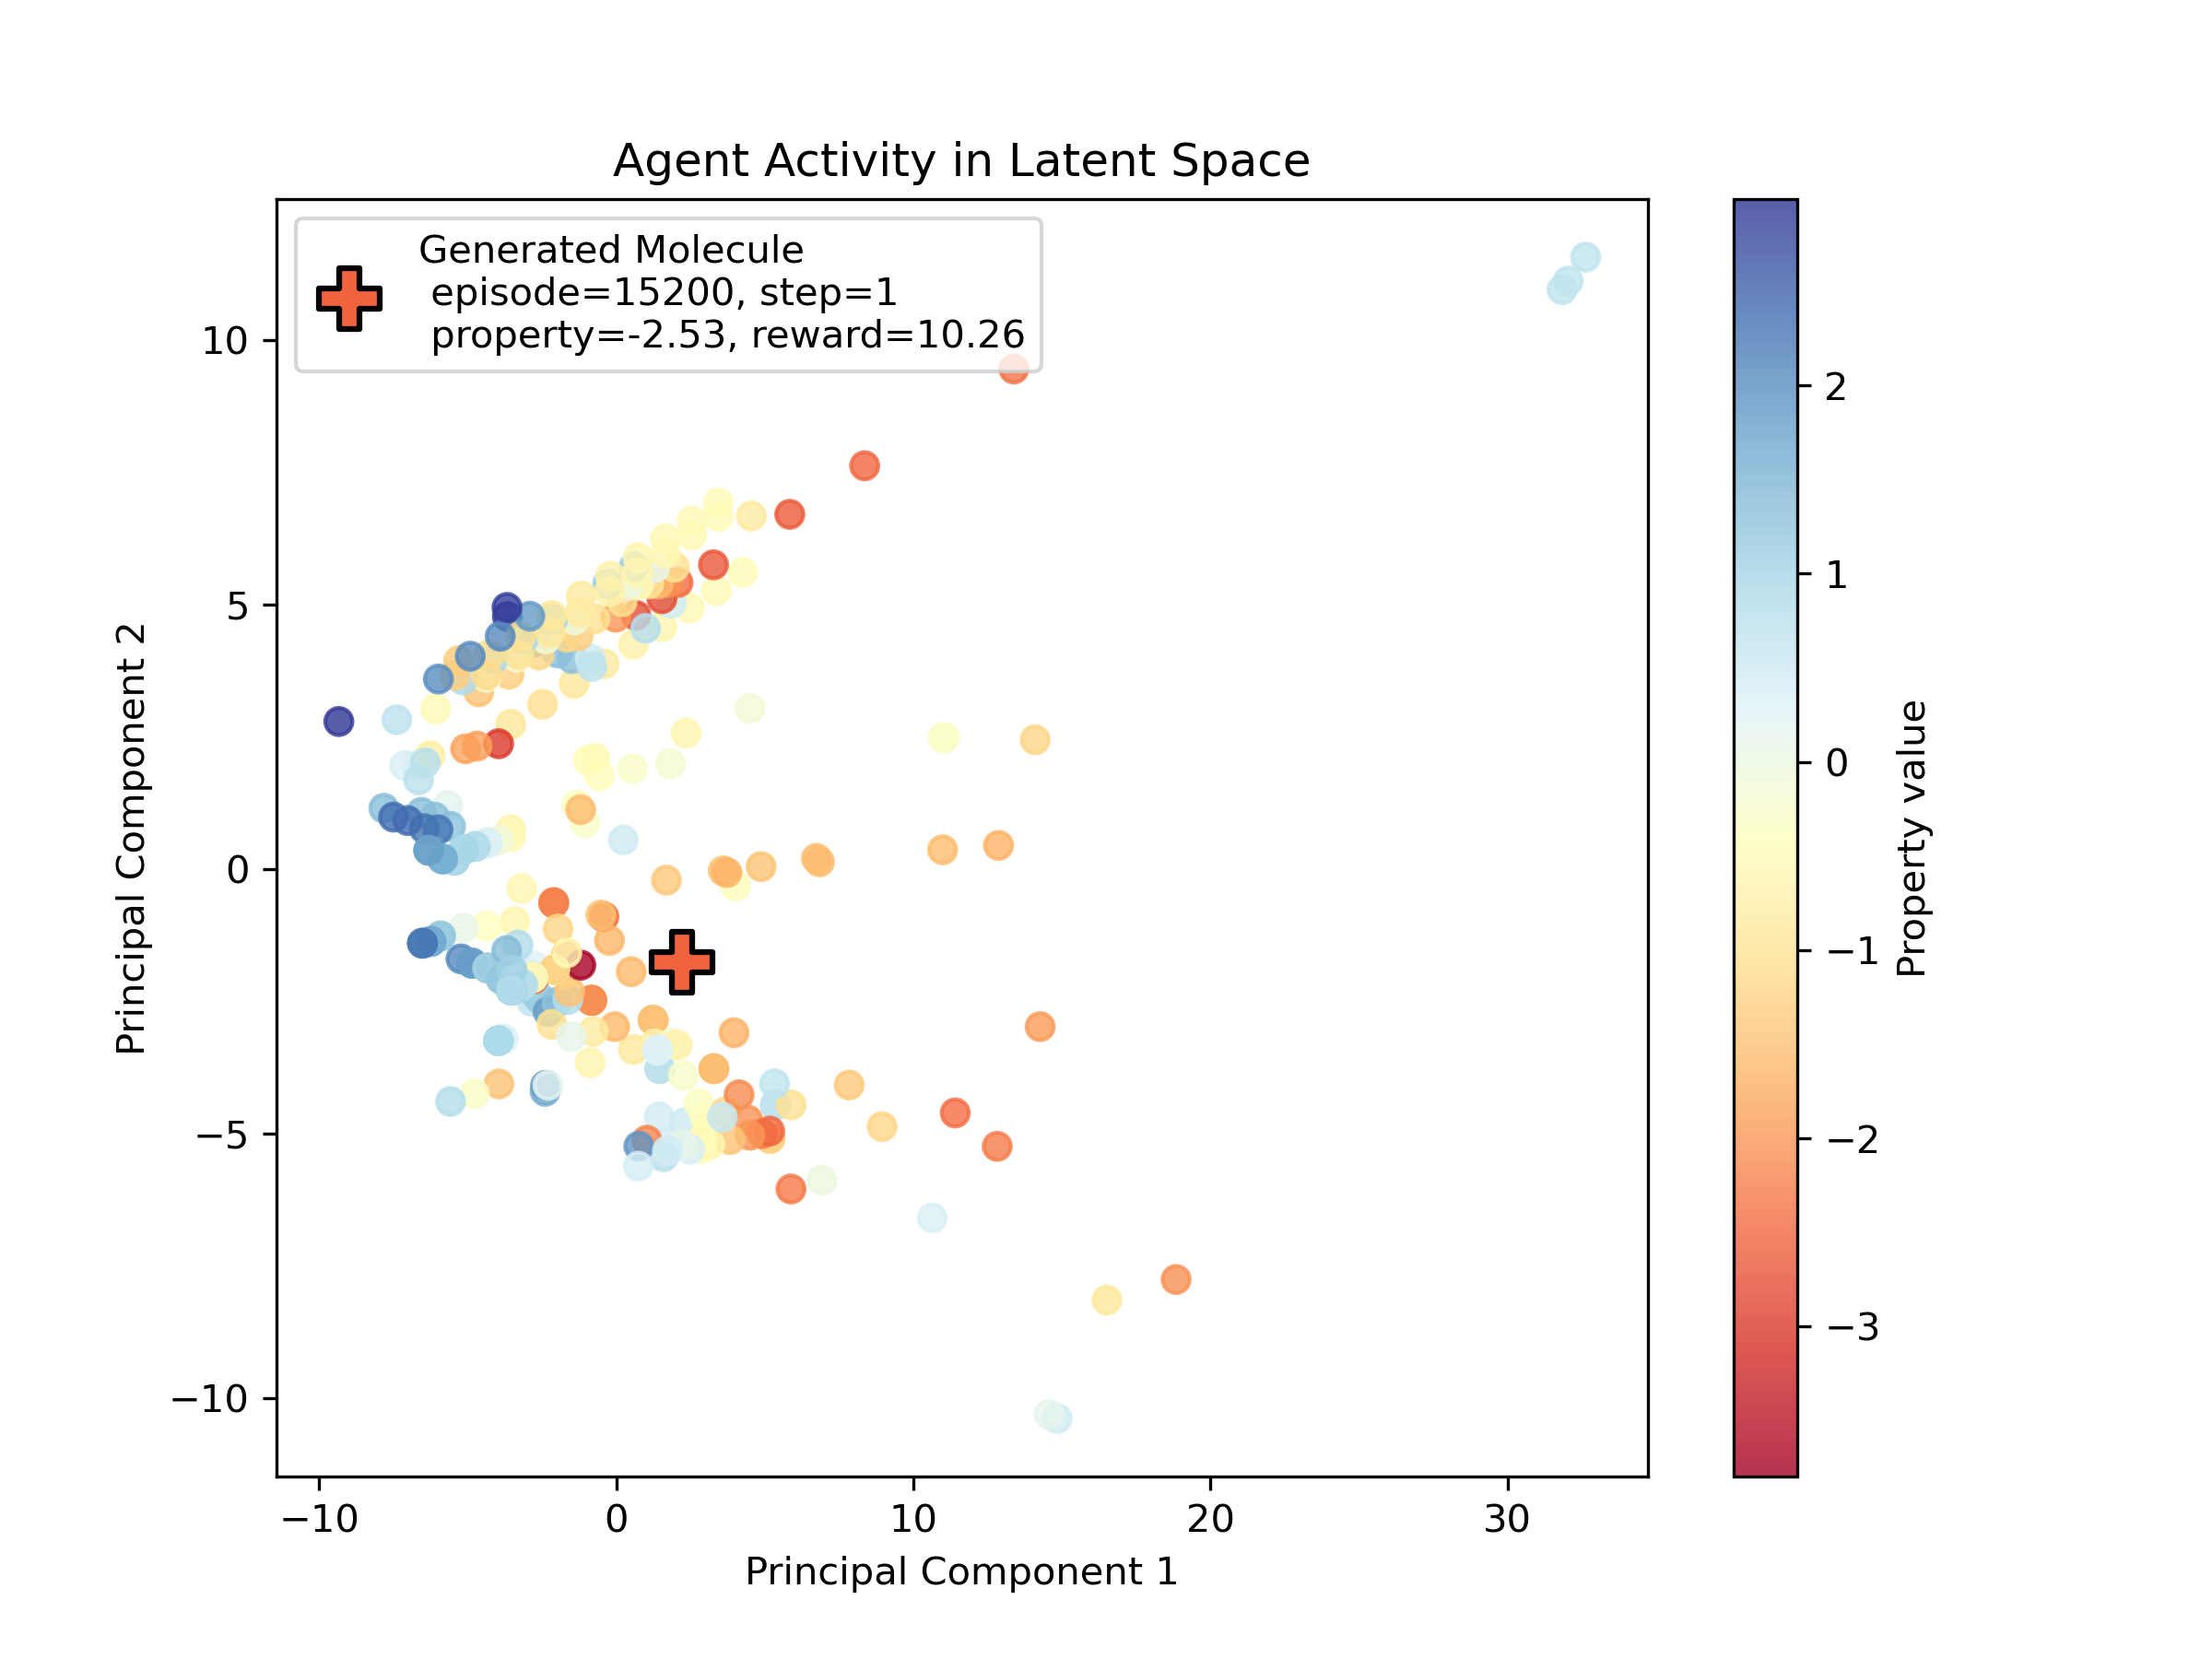 Agent Activity in Latent Space
Generated Molecule
episode=15200, step=1
property=-2.53, reward=10.26
10
5
0
−5
−10
Principal Component 2
−10
0
10
20
30
Principal Component 1
2
1
0
−1
−2
−3
Property value